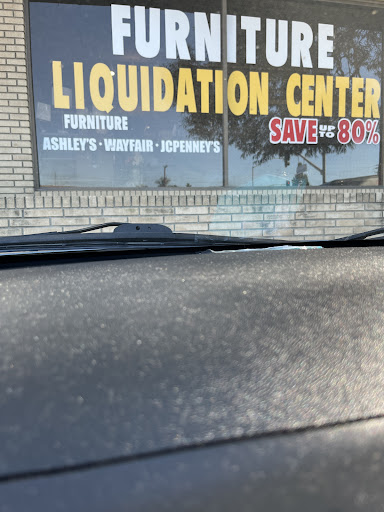 FURNITURE
LIQUIDATION CENTER
FURNITURE
SAVE UP TO 80%
ASHLEY'S • WAYFAIR • JCPENNEY'S